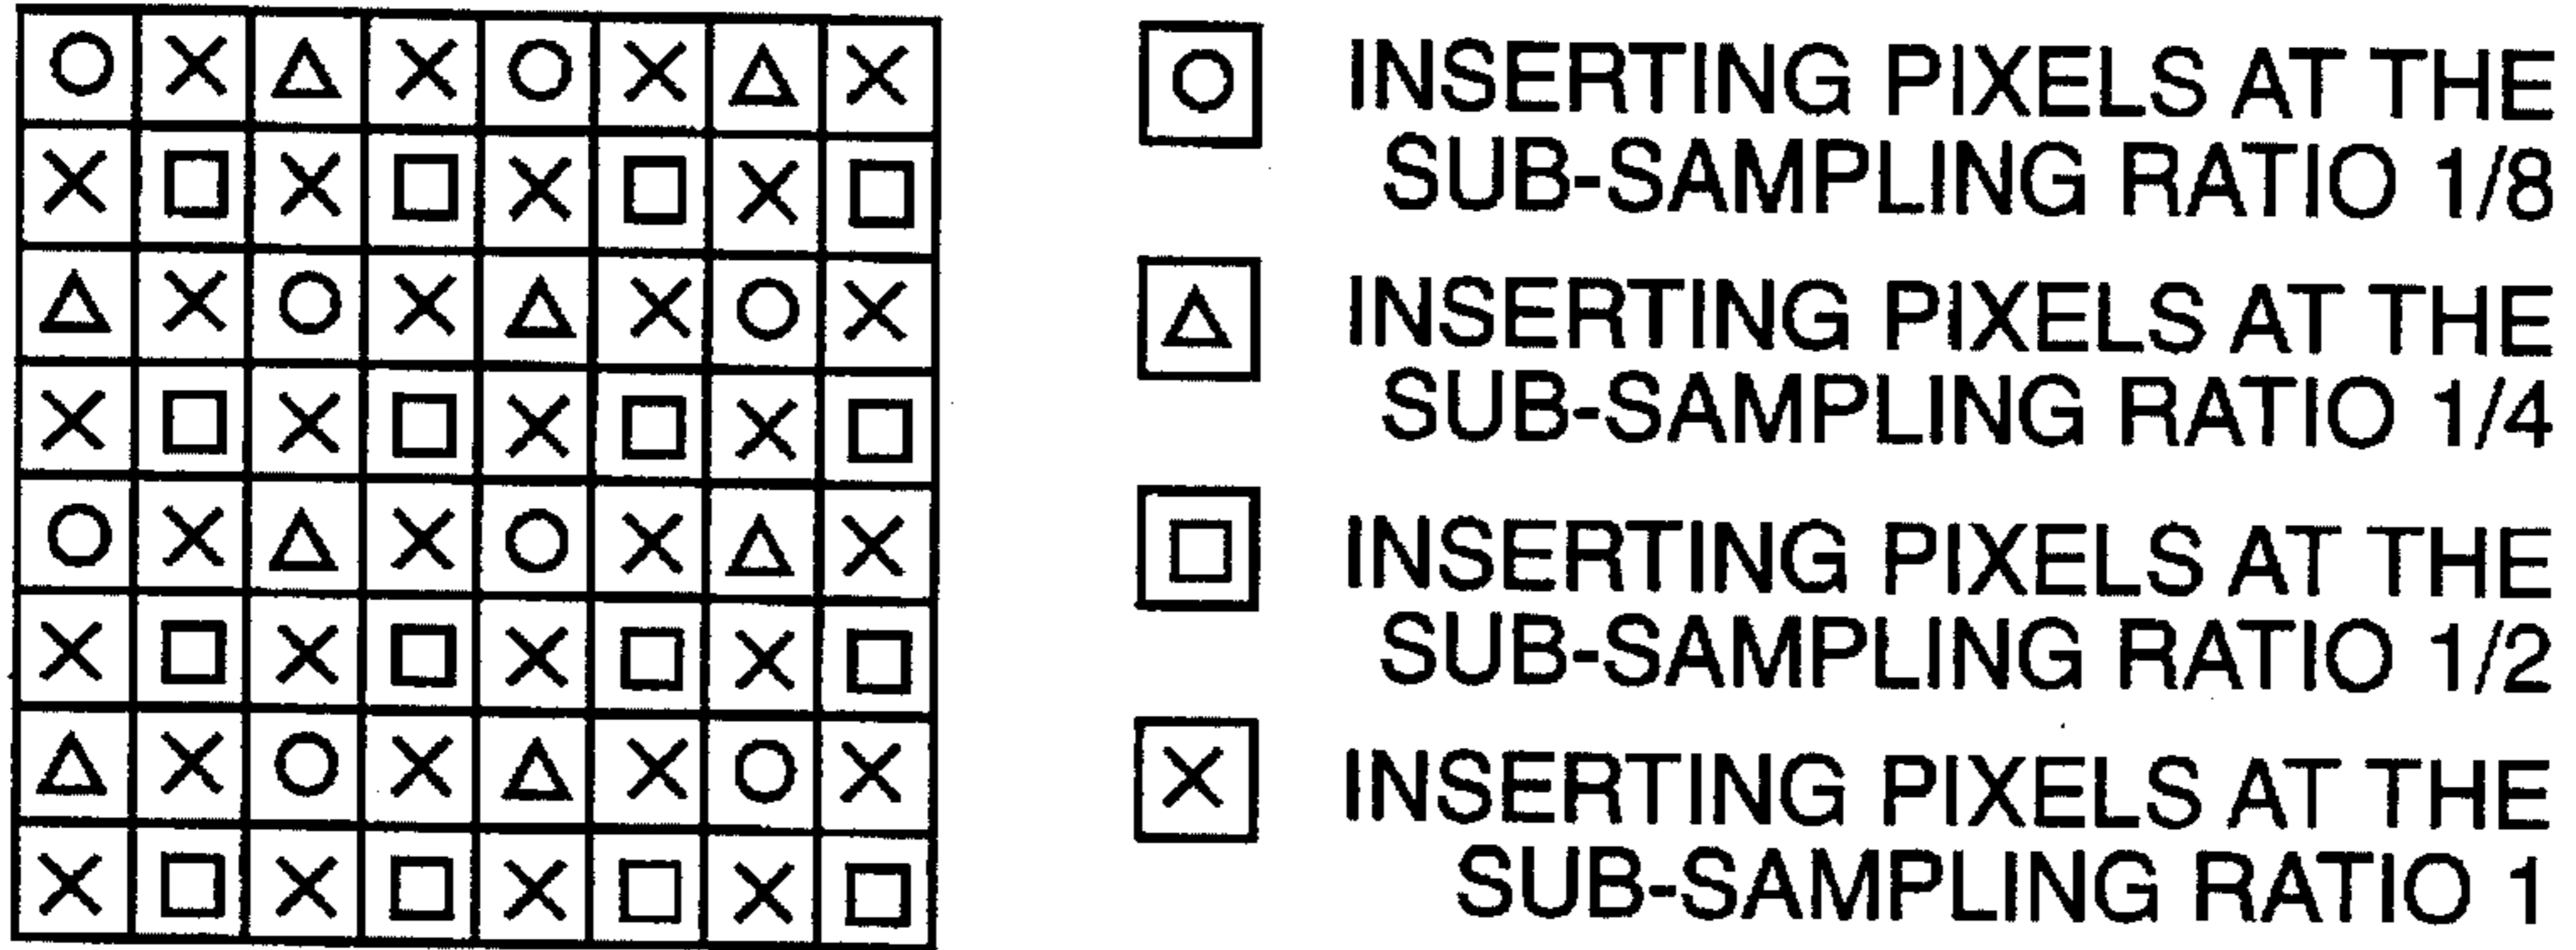 INSERTING PIXELS AT THE
SUB-SAMPLING RATIO 1/8
INSERTING PIXELS AT THE
SUB-SAMPLING RATIO 1/4
INSERTING PIXELS AT THE
SUB-SAMPLING RATIO 1/2
INSERTING PIXELS AT THE
SUB-SAMPLING RATIO 1